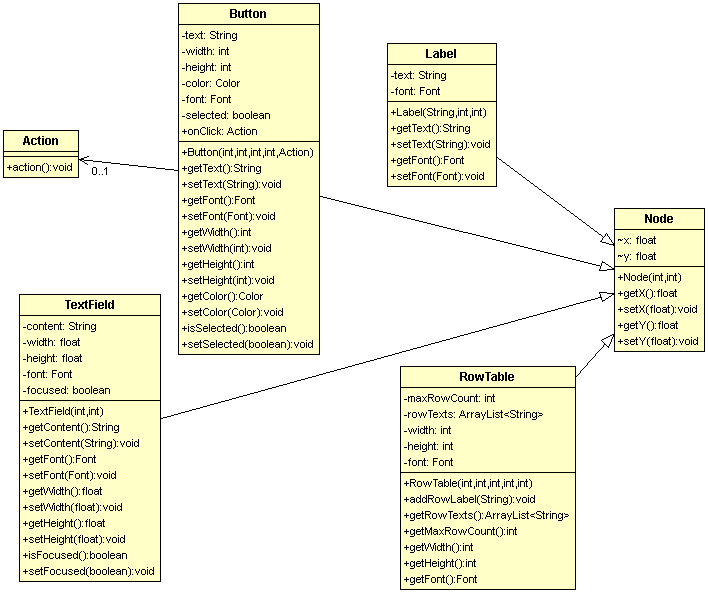 Button
-text: String
-width: int
-height: int
-color: Color
-font: Font
-selected: boolean
+onClick: Action
+Button(int,int,int,int,Action)
+getText():String
+setText(String):void
+getFont():Font
+setFont(Font):void
+getWidth():int
+setWidth(int):void
+getHeight():int
+setHeight(int):void
+getColor():Color
+setColor(Color):void
+isSelected():boolean
+setSelected(boolean):void
Label
-text: String
-font: Font
+Label(String,int,int)
+getText():String
+setText(String):void
+getFont():Font
+setFont(Font):void
Action
+action():void
0..1
Node
~x: float
~y: float
+Node(int,int)
+getX():float
+setX(float):void
+getY():float
+setY(float):void
TextField
-content: String
-width: float
-height: float
-font: Font
-focused: boolean
+TextField(int,int)
+getContent():String
+setContent(String):void
+getFont():Font
+setFont(Font):void
+getWidth():float
+setWidth(float):void
+getHeight():float
+setHeight(float):void
+isFocused():boolean
+setFocused(boolean):void
RowTable
-maxRowCount: int
-rowTexts: ArrayList<String>
-width: int
-height: int
-font: Font
+RowTable(int,int,int,int,int)
+addRowLabel(String):void
+getRowTexts():ArrayList<String>
+getMaxRowCount():int
+getWidth():int
+getHeight():int
+getFont():Font